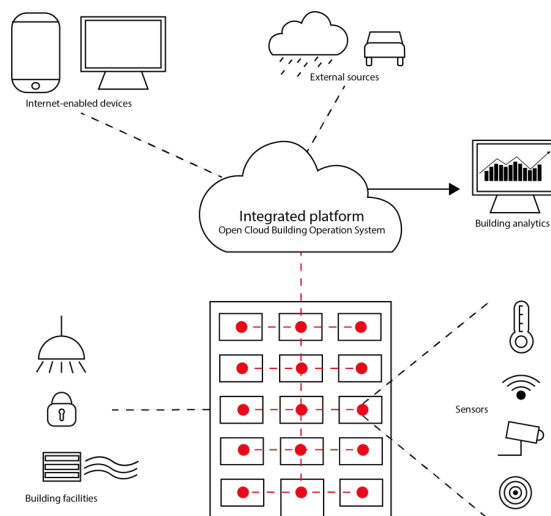 Internet-enabled devices
External sources
Integrated platform
Open Cloud Building Operation System
Building analytics
Sensors
Building facilities